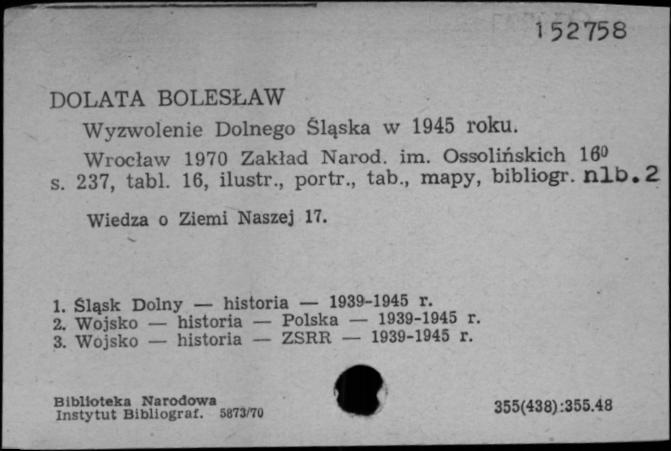 152758
DOLATA BOLESŁAW
Wyzwolenie Dolnego Śląska w 1945 roku.
Wrocław 1970 Zakład Narod. im. Ossolińskich 16⁰
s. 237, tabl. 16, ilustr., portr., tab., mapy, bibliogr. nlb.2
Wiedza o Ziemi Naszej 17.
1. Śląsk Dolny — historia — 1939-1945 r.
2. Wojsko — historia — Polska — 1939-1945 r.
3. Wojsko — historia — ZSRR — 1939-1945 r.
Biblioteka Narodowa
Instytut Bibliograf. 5873/70
355(438):355.48